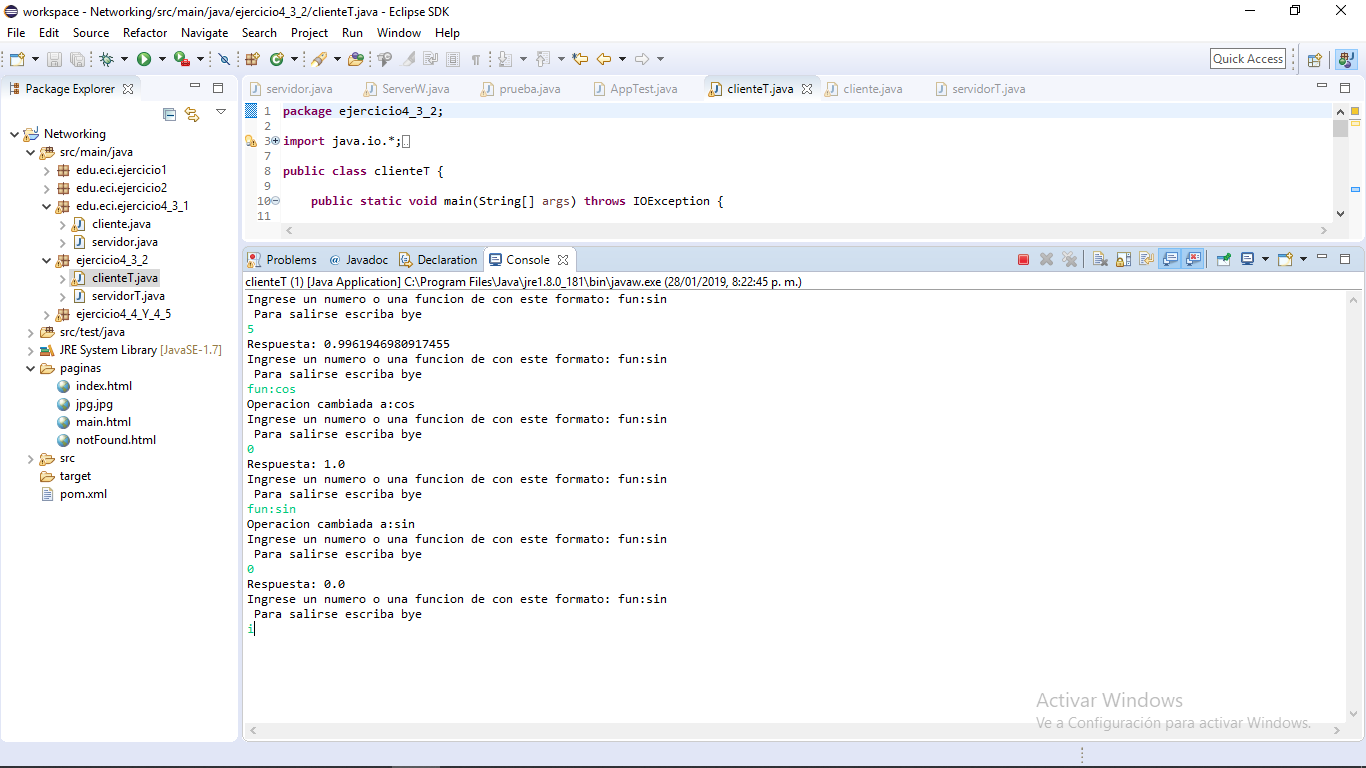 workspace - Networking/src/main/java/ejercicio4_3_2/clienteT.java - Eclipse SDK
File Edit Source Refactor Navigate Search Project Run Window Help
Quick Access
Package Explorer
servidor.java ServerW.java prueba.java AppTest.java clienteT.java cliente.java servidorT.java
Networking
src/main/java
edu.eci.ejercicio1
edu.eci.ejercicio2
edu.eci.ejercicio4_3_1
cliente.java
servidor.java
ejercicio4_3_2
clienteT.java
servidorT.java
ejercicio4_4_Y_4_5
src/test/java
JRE System Library [JavaSE-1.7]
paginas
index.html
jpg.jpg
main.html
notFound.html
src
target
pom.xml
1 package ejercicio4_3_2;
2
3 import java.io.*;
7
8 public class clienteT {
9
10 public static void main(String[] args) throws IOException {
11
Problems @ Javadoc Declaration Console
clienteT (1) [Java Application] C:\Program Files\Java\jre1.8.0_181\bin\javaw.exe (28/01/2019, 8:22:45 p. m.)
Ingrese un numero o una funcion de con este formato: fun:sin
Para salirse escriba bye
5
Respuesta: 0.9961946980917455
Ingrese un numero o una funcion de con este formato: fun:sin
Para salirse escriba bye
fun:cos
Operacion cambiada a:cos
Ingrese un numero o una funcion de con este formato: fun:sin
Para salirse escriba bye
0
Respuesta: 1.0
Ingrese un numero o una funcion de con este formato: fun:sin
Para salirse escriba bye
fun:sin
Operacion cambiada a:sin
Ingrese un numero o una funcion de con este formato: fun:sin
Para salirse escriba bye
0
Respuesta: 0.0
Ingrese un numero o una funcion de con este formato: fun:sin
Para salirse escriba bye
i
Activar Windows
Ve a Configuración para activar Windows.